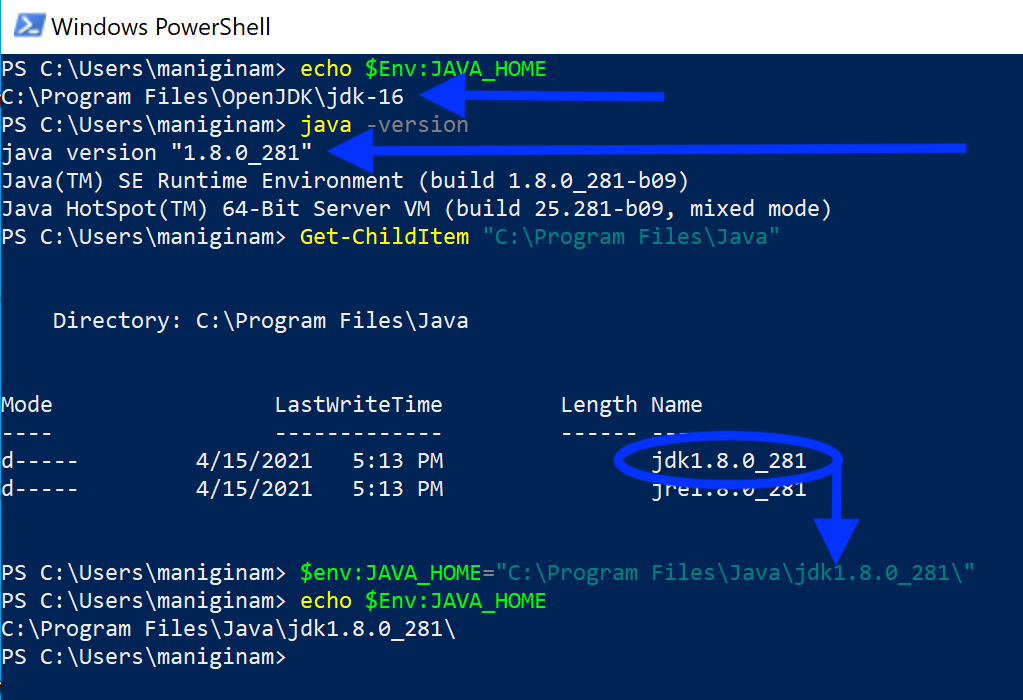 Windows PowerShell
PS C:\Users\maniginam> echo $Env:JAVA_HOME
C:\Program Files\OpenJDK\jdk-16
PS C:\Users\maniginam> java -version
java version "1.8.0_281"
Java(TM) SE Runtime Environment (build 1.8.0_281-b09)
Java HotSpot(TM) 64-Bit Server VM (build 25.281-b09, mixed mode)
PS C:\Users\maniginam> Get-ChildItem "C:\Program Files\Java"
Directory: C:\Program Files\Java
Mode LastWriteTime Length Name
---- ------------- ------ ----
d----- 4/15/2021 5:13 PM jdk1.8.0_281
d----- 4/15/2021 5:13 PM jre1.8.0_281
PS C:\Users\maniginam> $env:JAVA_HOME="C:\Program Files\Java\jdk1.8.0_281\"
PS C:\Users\maniginam> echo $Env:JAVA_HOME
C:\Program Files\Java\jdk1.8.0_281\
PS C:\Users\maniginam>